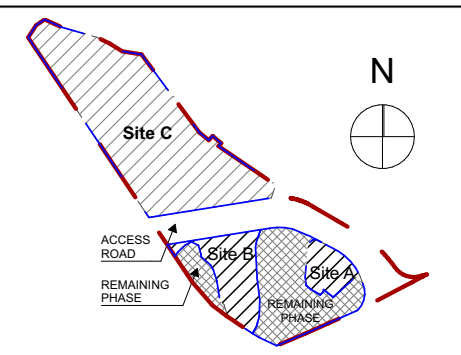 N
Site C
ACCESS
ROAD
Site B
REMAINING
PHASE
Site A
REMAINING
PHASE